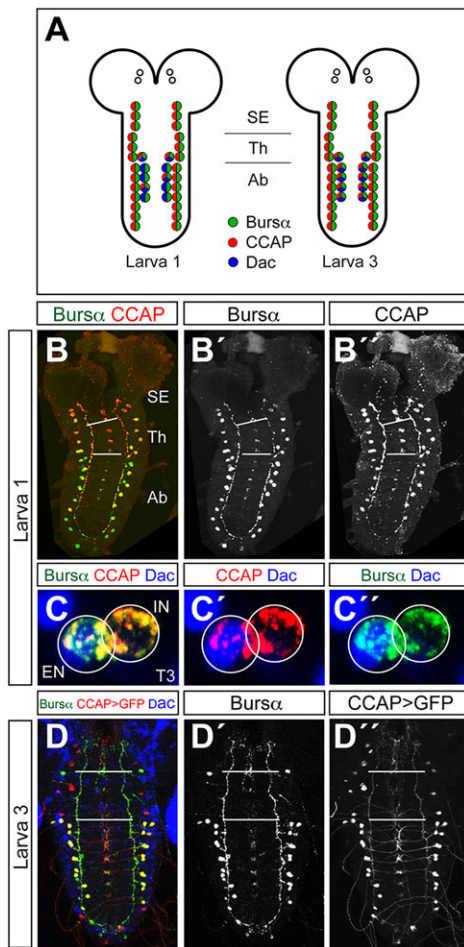 A
SE
Th
Ab
Bursα
CCAP
Dac
Larva 1
Larva 3
Larva 1
Bursα CCAP
Bursα
CCAP
B
B´
B´´
SE
Th
Ab
Bursα CCAP Dac
CCAP Dac
Bursα Dac
C
IN
EN
T3
C´
C´´
Larva 3
Bursα CCAP>GFP Dac
Bursα
CCAP>GFP
D
D´
D´´